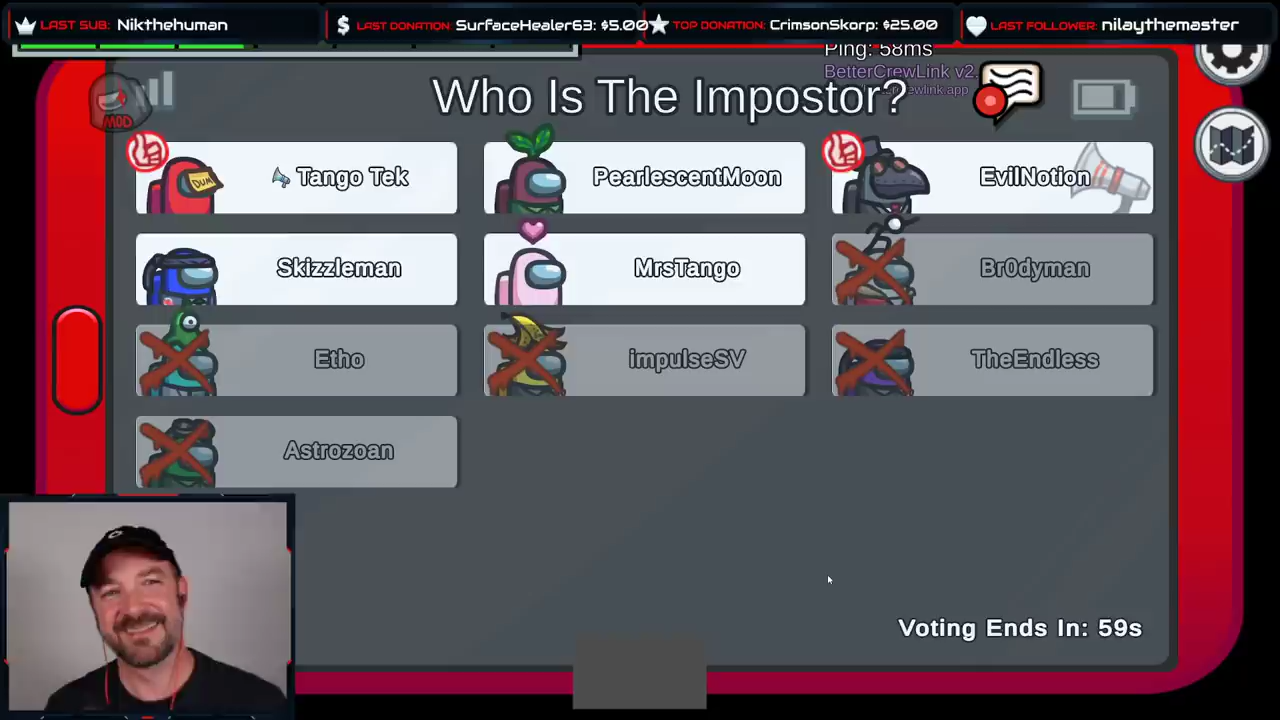 LAST SUB: Nikthehuman
$ LAST DONATION: SurfaceHealer63: $5.00
TOP DONATION: CrimsonSkorp: $25.00
LAST FOLLOWER: nilaythemaster
Ping: 58ms
BetterCrewLink v2.
Who Is The Impostor?
MOD
DUM
Tango Tek
PearlescentMoon
EvilNotion
Skizzleman
MrsTango
Br0dyman
Etho
impulseSV
TheEndless
Astrozoan
Voting Ends In: 59s